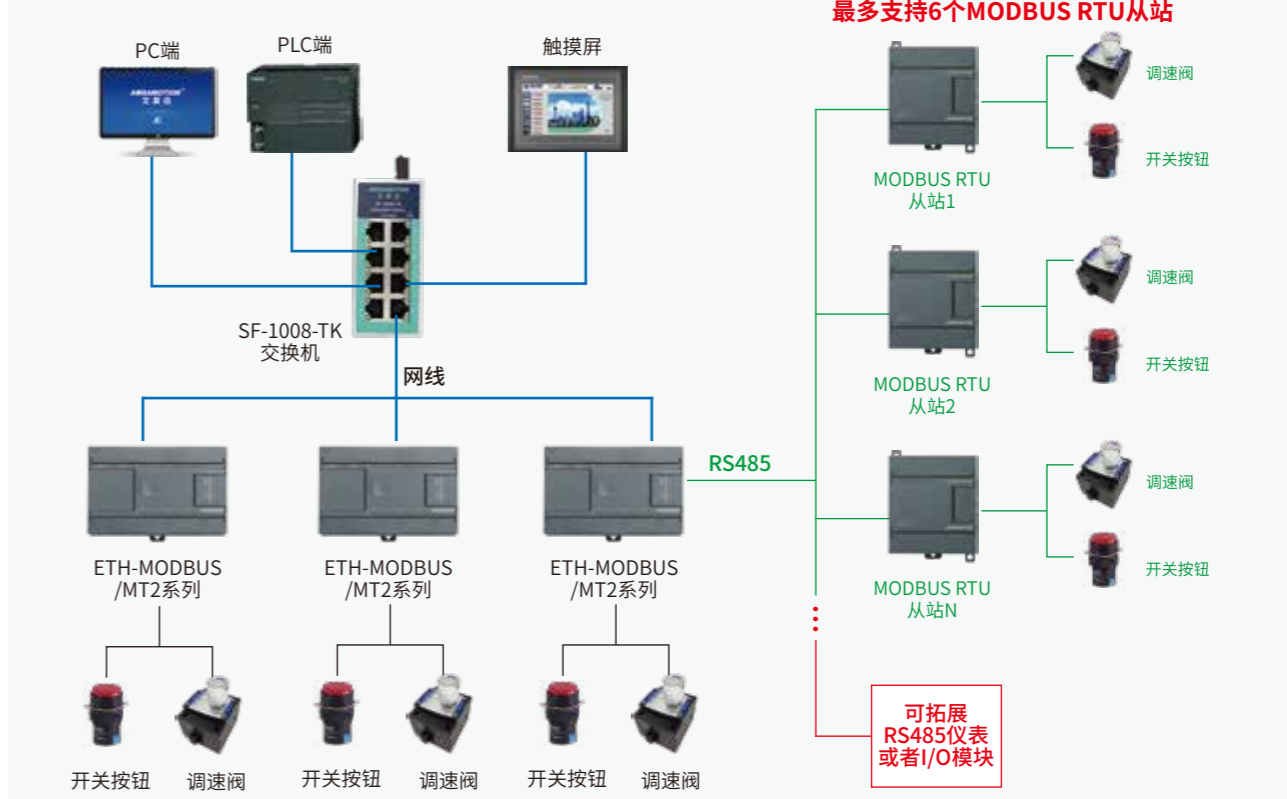 最多支持6个MODBUS RTU从站
PC端
PLC端
触摸屏
AMSAMOTION
艾莫迅
SF-1008-TK
交换机
网线
ETH-MODBUS
/MT2系列
ETH-MODBUS
/MT2系列
ETH-MODBUS
/MT2系列
开关按钮
调速阀
开关按钮
调速阀
开关按钮
调速阀
RS485
MODBUS RTU
从站1
调速阀
开关按钮
MODBUS RTU
从站2
调速阀
开关按钮
MODBUS RTU
从站N
调速阀
开关按钮
可拓展
RS485仪表
或者I/O模块